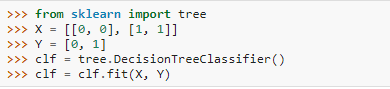 >>> from sklearn import tree
>>> X = [[0, 0], [1, 1]]
>>> Y = [0, 1]
>>> clf = tree.DecisionTreeClassifier()
>>> clf = clf.fit(X, Y)